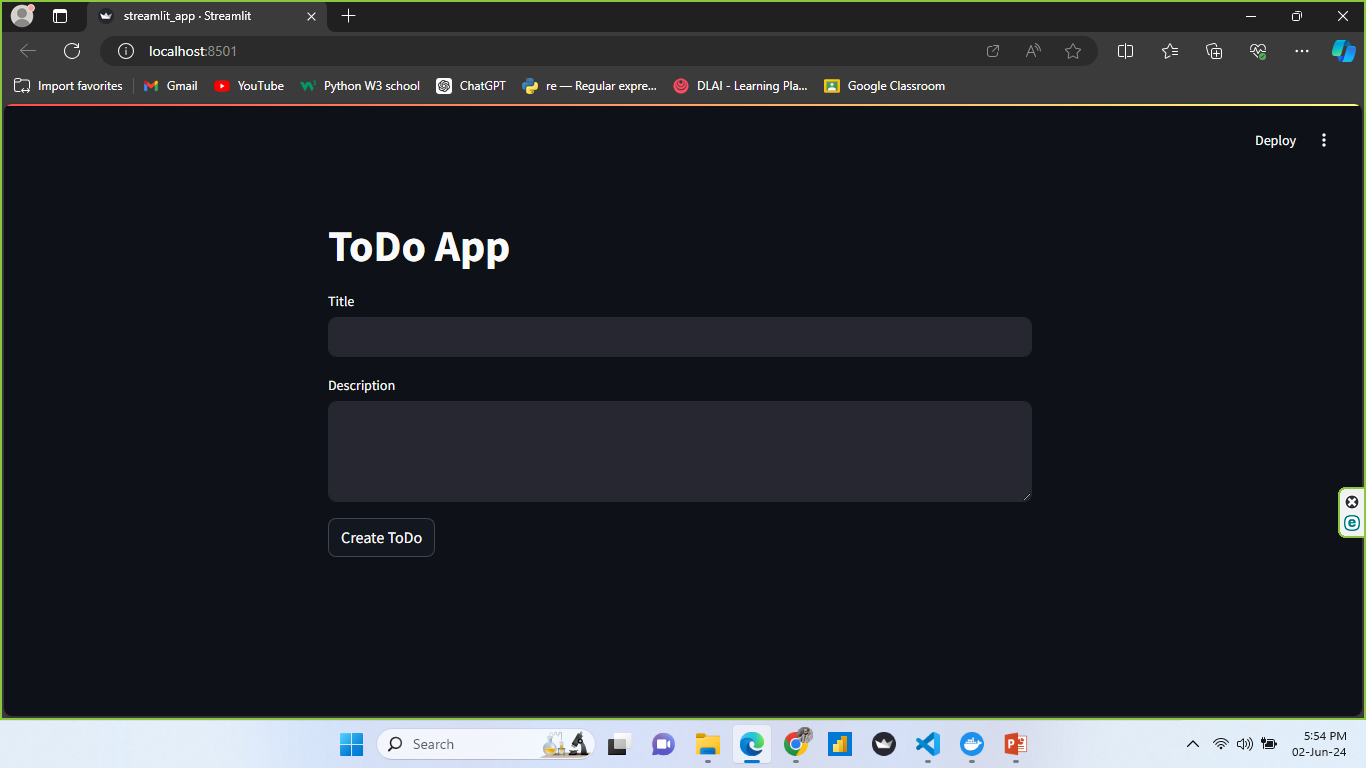 streamlit_app · Streamlit
localhost:8501
Import favorites
Gmail
YouTube
Python W3 school
ChatGPT
re — Regular expre...
DLAI - Learning Pla...
Google Classroom
Deploy
ToDo App
Title
Description
Create ToDo
Search
5:54 PM
02-Jun-24